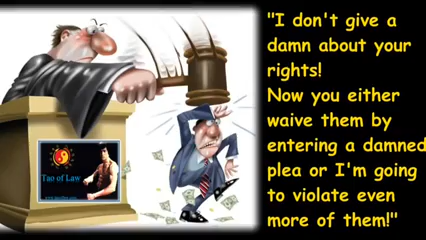 "I don't give a
damn about your
rights!
Now you either
waive them by
entering a damned
plea or I'm going
to violate even
more of them!"
Tao of Law